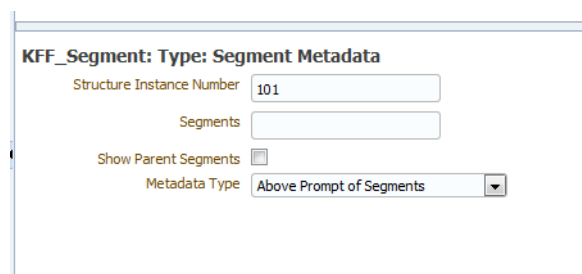 KFF_Segment: Type: Segment Metadata
Structure Instance Number 101
Segments
Show Parent Segments
Metadata Type Above Prompt of Segments